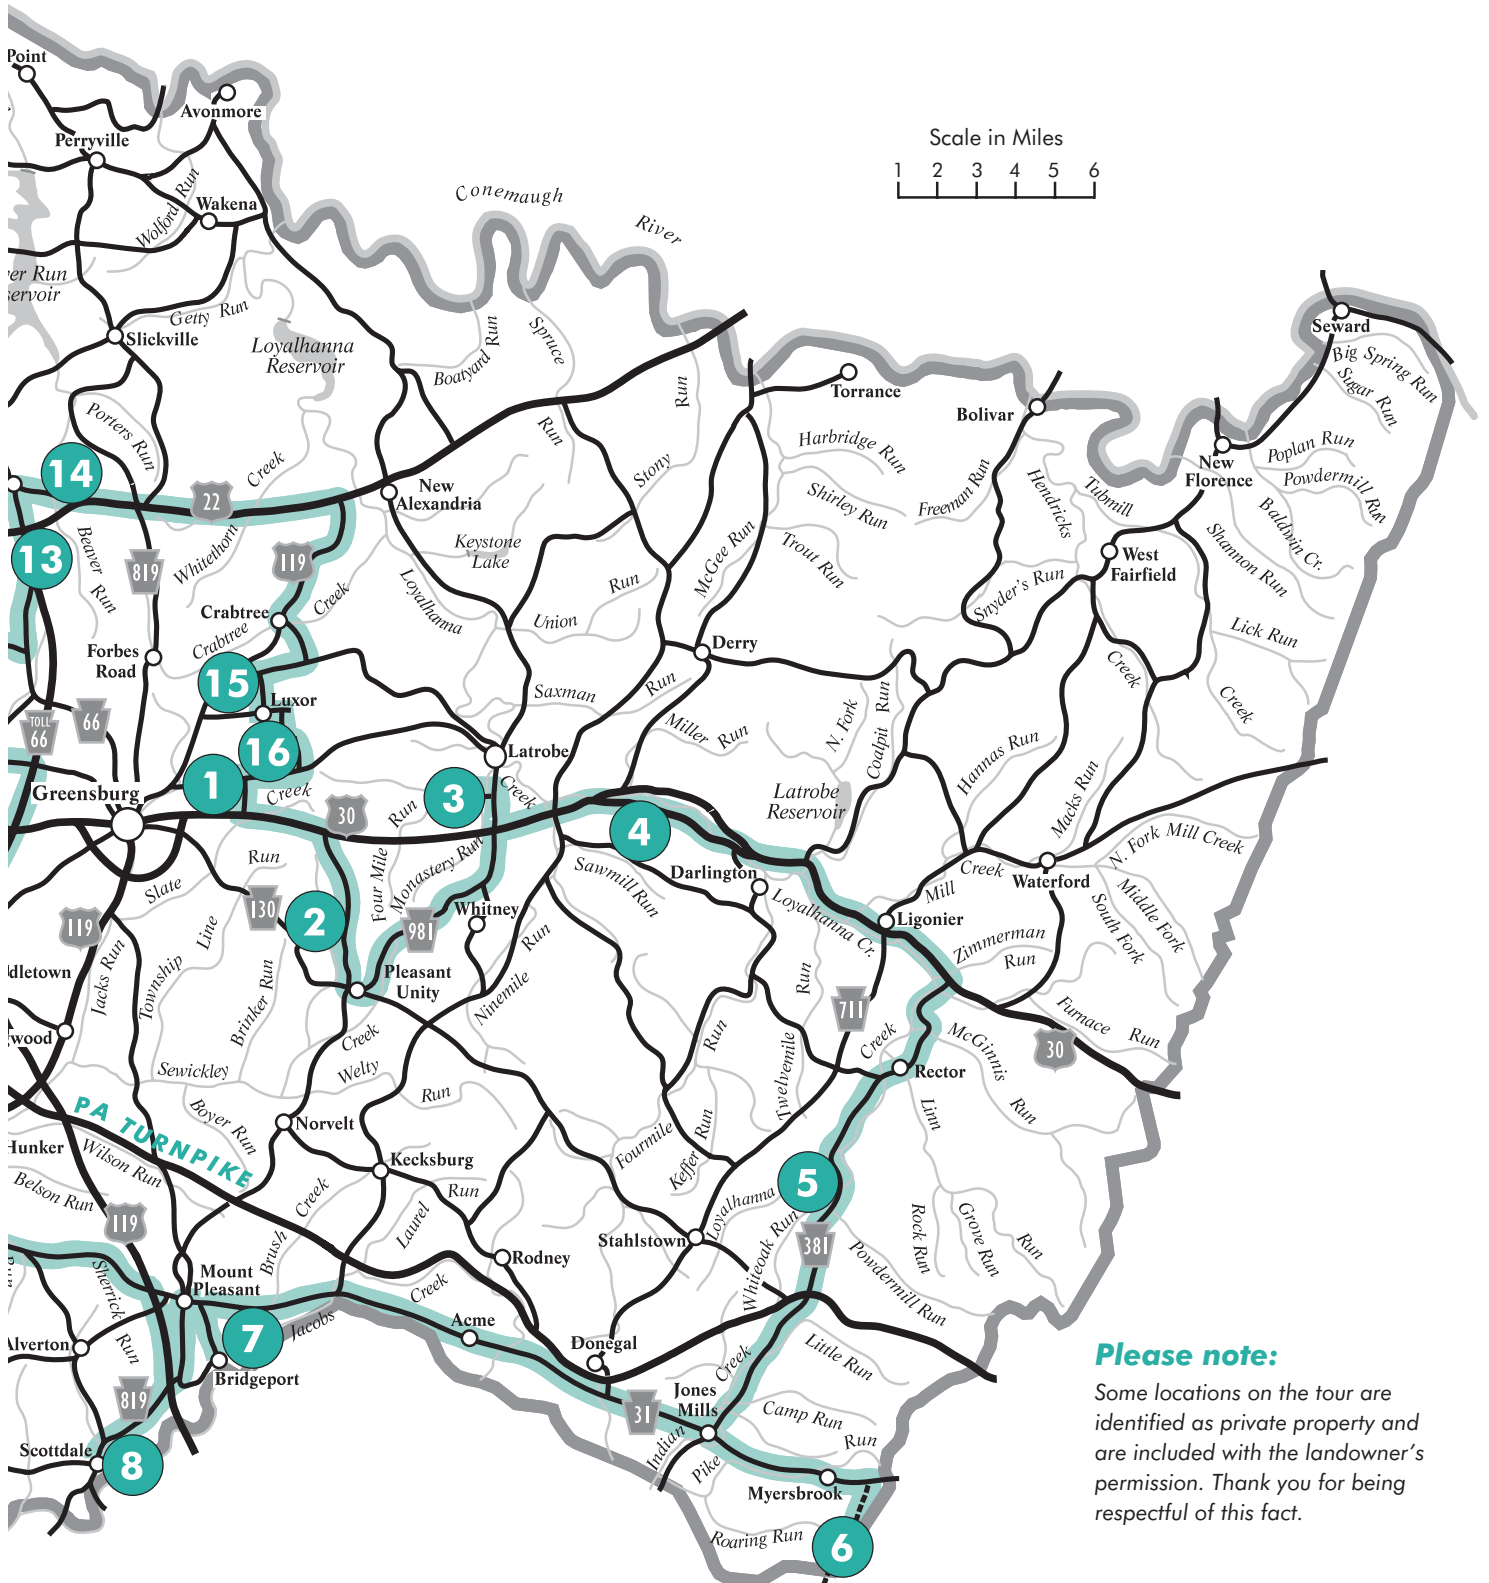 Point
Avonmore
Perryville
Wolford Run
Wakena
Conemaugh
River
Scale in Miles
1 2 3 4 5 6
Getty Run
Slickville
Loyalhanna
Reservoir
Boatyard Run
Spruce
Run
Stony
Run
Torrance
Bolivar
Seward
Big Spring Run
Sugar Run
Porters Run
14
22
Creek
Whitethorn
New
Alexandria
Harbridge Run
Shirley Run
Trout Run
Freeman Run
Hendricks
Tubmill
New
Florence
Poplan Run
Powdermill Run
Baldwin Cr.
Shannon Run
13
Beaver
Run
819
119
Keystone
Lake
McGee Run
West
Fairfield
Snyder's Run
Crabtree
Crabtree
Creek
Loyalhanna
Union
Run
Derry
Lick Run
Creek
Creek
Forbes
Road
15
Luxor
Saxman
Run
Miller Run
N. Fork
Coalpit Run
Hannas Run
Macks Run
TOLL
66
66
16
1
Greensburg
Creek
Latrobe
Creek
3
30
4
Latrobe
Reservoir
Run
Four Mile
Monastery Run
Sawmill Run
Darlington
Loyalhanna Cr.
Mill
Creek
Waterford
N. Fork Mill Creek
Middle Fork
South Fork
Run
Slate
130
2
981
Whitney
Ligonier
Zimmerman
Run
119
Jacks Run
Township
Line
Brinker Run
Pleasant
Unity
Creek
Ninemile
Run
711
Run
Twelvemile
Creek
McGinnis
Run
Furnace Run
30
Sewickley
Welty
Run
Rector
Linn
Boyer Run
PA TURNPIKE
Hunker
Wilson Run
Belson Run
Norvelt
Kecksburg
Run
Laurel
Creek
Brush
Fourmile
Run
Keffer Run
5
Loyalhanna
381
Rock Run
Grove Run
Run
Powdermill Run
Whiteoak Run
Stahlstown
119
Mount
Pleasant
Rodney
Creek
Jacobs
Sherrick
Run
7
Acme
Donegal
Creek
Little Run
Bridgeport
819
Jones
Mills
31
Camp Run
Run
Indian
Pike
Scottdale
8
Myersbrook
Roaring Run
6
Please note:
Some locations on the tour are
identified as private property and
are included with the landowner's
permission. Thank you for being
respectful of this fact.